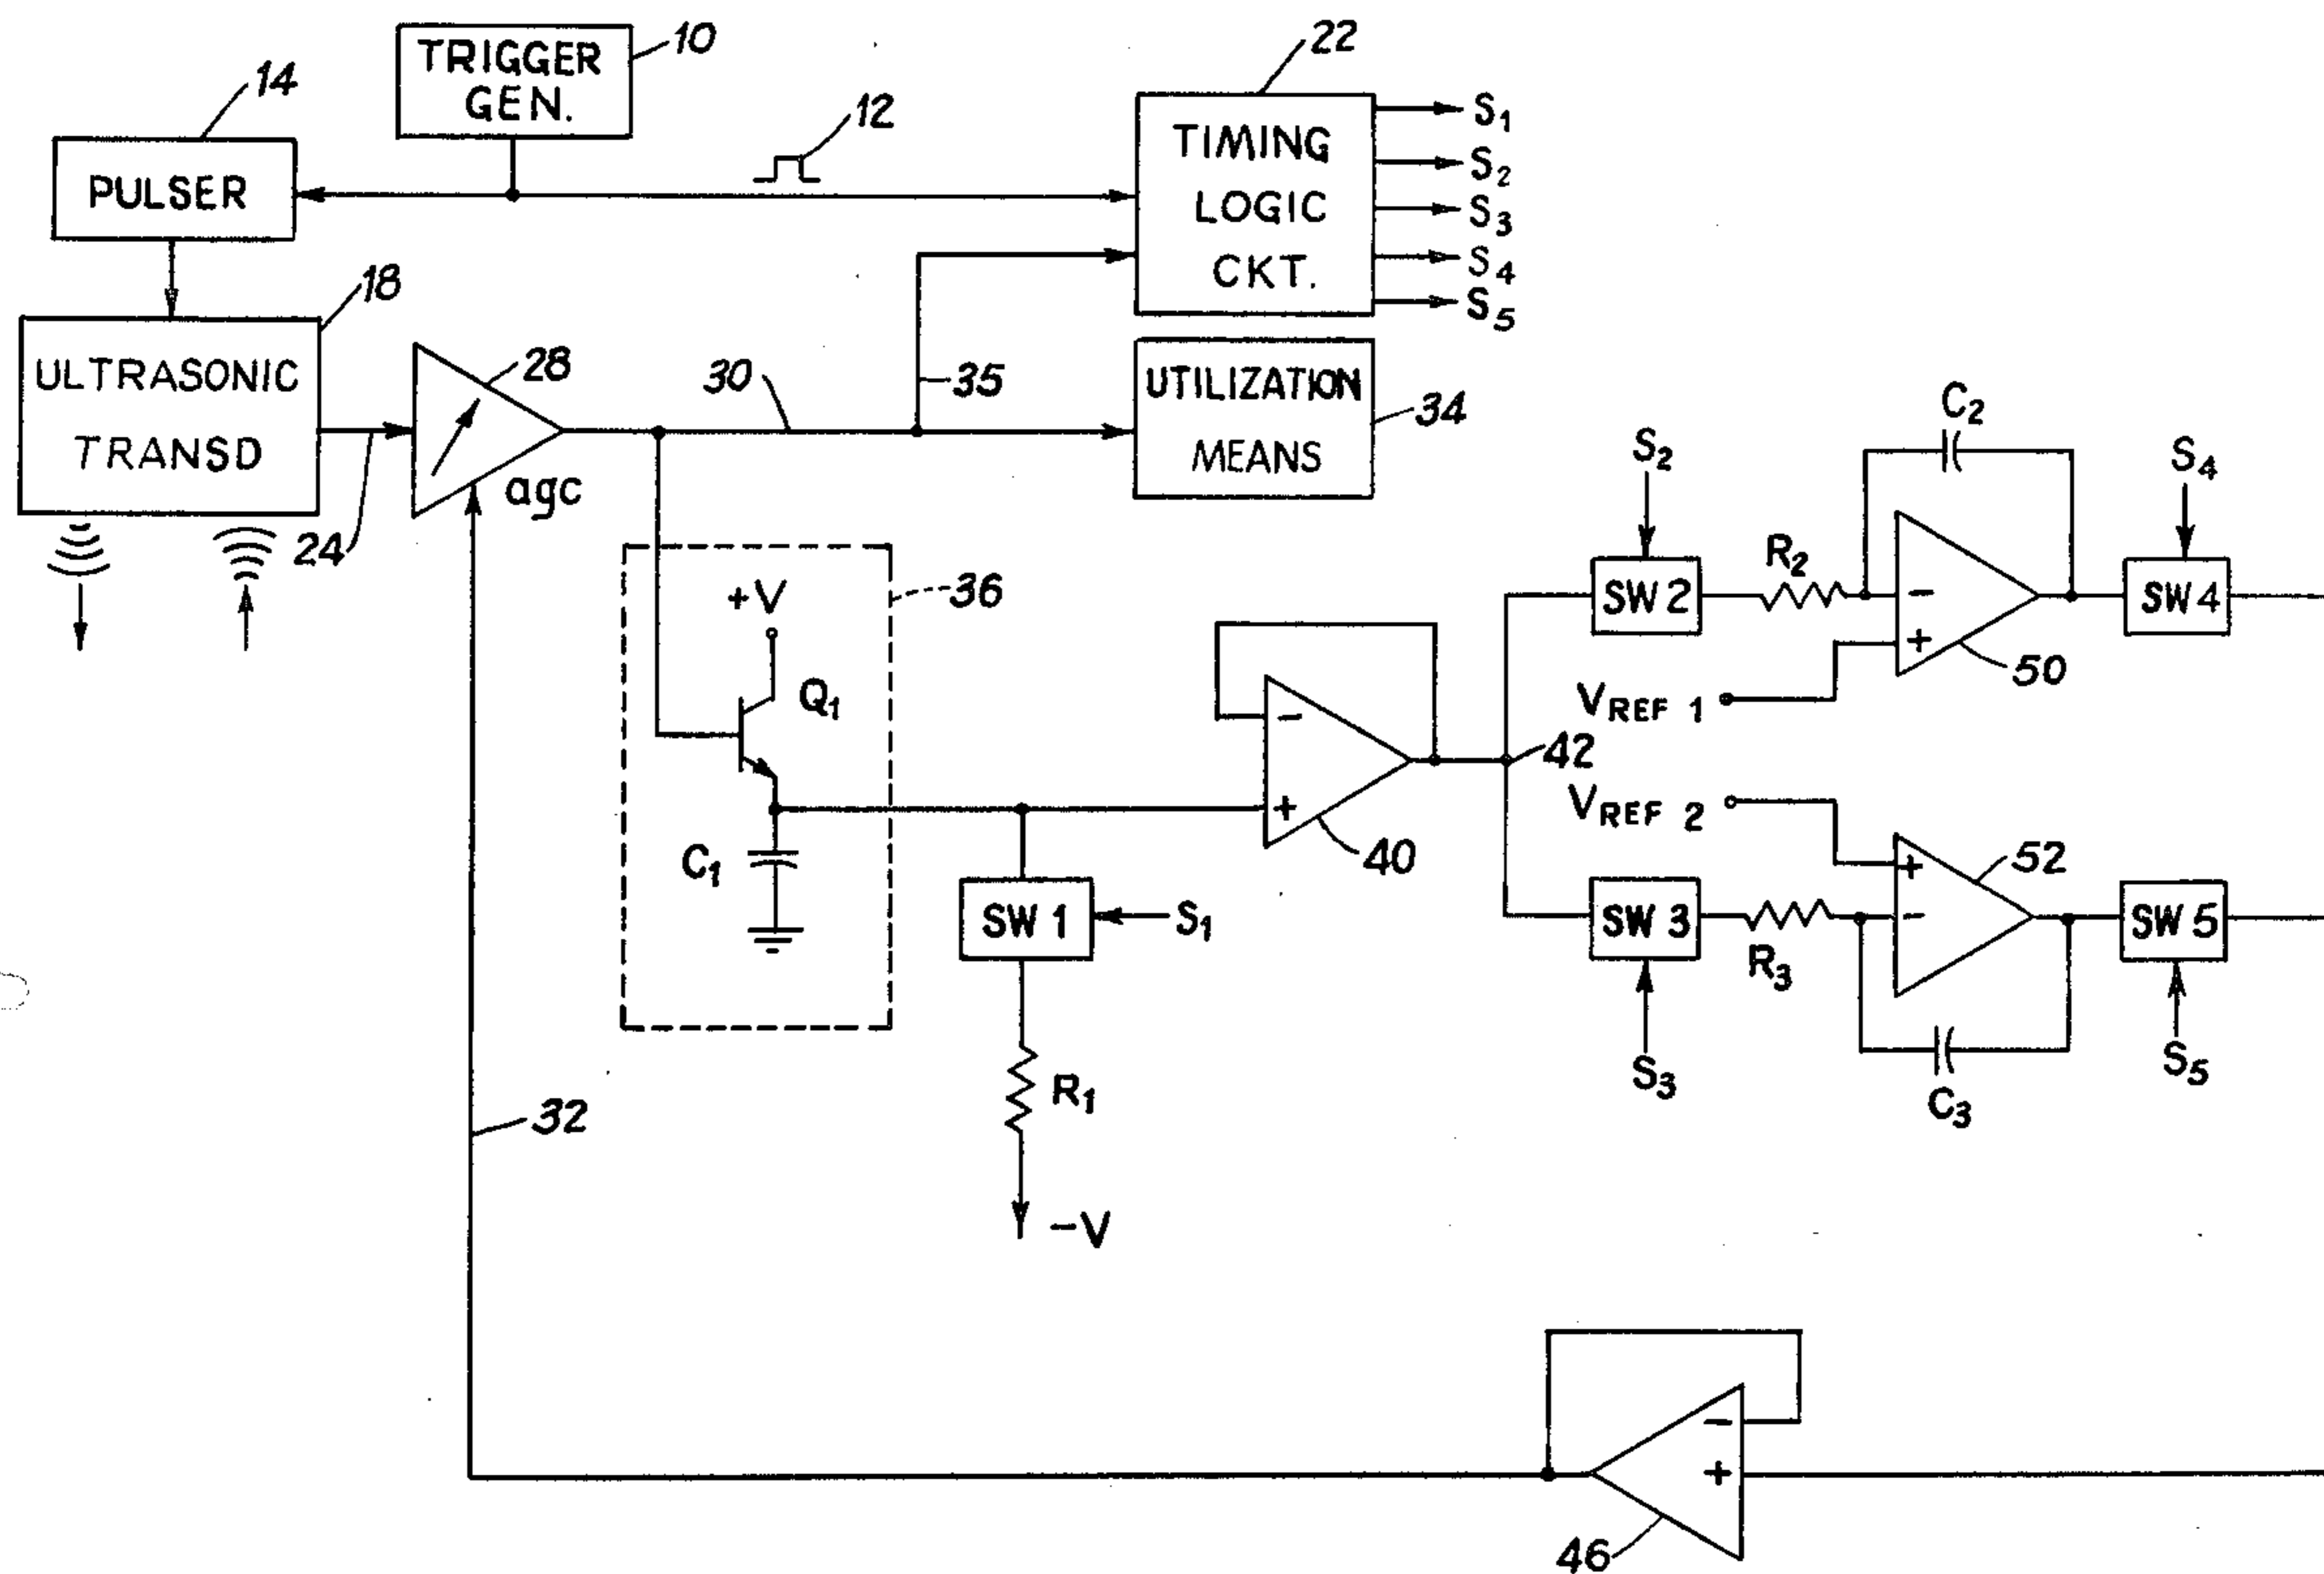 TRIGGER
GEN.
10
14
PULSER
12
22
TIMING
LOGIC
CKT.
S1
S2
S3
S4
S5
18
ULTRASONIC
TRANSD
24
28
agc
30
35
UTILIZATION
MEANS
34
36
+V
Q1
C1
SW 1
S1
R1
-V
32
-
+
40
42
S2
SW 2
R2
C2
-
+
50
VREF 1
S4
SW 4
VREF 2
+
-
52
SW 3
S3
R3
C3
SW 5
S5
-
+
46